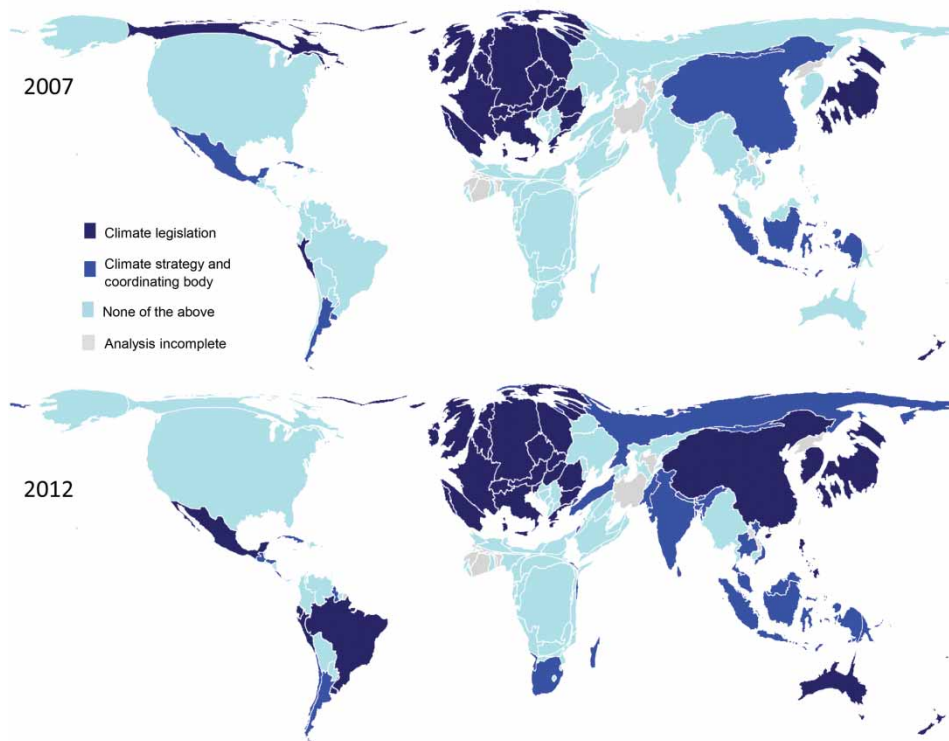 2007
Climate legislation
Climate strategy and
coordinating body
None of the above
Analysis incomplete
2012